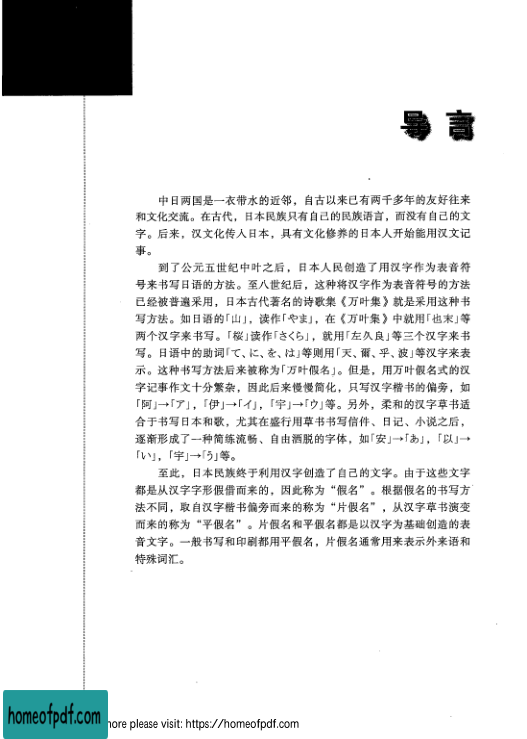 导言
中日两国是一衣带水的近邻，自古以来已有两千多年的友好往来
和文化交流。在古代，日本民族只有自己的民族语言，而没有自己的文
字。后来，汉文化传入日本，具有文化修养的日本人开始能用汉文记
事。
到了公元五世纪中叶之后，日本人民创造了用汉字作为表音符
号来书写日语的方法。至八世纪后，这种将汉字作为表音符号的方法
已经被普遍采用，日本古代著名的诗歌集《万叶集》就是采用这种书
写方法。如日语的「山」，读作「やま」，在《万叶集》中就用「也末」等
两个汉字来书写。「桜」读作「さくら」，就用「左久良」等三个汉字来书
写。日语中的助词「て、に、を、は」等则用「天、爾、乎、波」等汉字来表
示。这种书写方法后来被称为「万叶假名」。但是，用万叶假名式的汉
字记事作文十分繁杂，因此后来慢慢简化，只写汉字楷书的偏旁，如
「阿」→「ア」，「伊」→「イ」，「宇」→「ウ」等。另外，柔和的汉字草书适
合于书写日本和歌，尤其在盛行用草书书写信件、日记、小说之后，
逐渐形成了一种简练流畅、自由洒脱的字体，如「安」→「あ」，「以」→
「い」，「宇」→「う」等。
至此，日本民族终于利用汉字创造了自己的文字。由于这些文字
都是从汉字字形假借而来的，因此称为“假名”。根据假名的书写方
法不同，取自汉字楷书偏旁而来的称为“片假名”，从汉字草书演变
而来的称为“平假名”。片假名和平假名都是以汉字为基础创造的表
音文字。一般书写和印刷都用平假名，片假名通常用来表示外来语和
特殊词汇。
homeofpdf.com
more please visit: https://homeofpdf.com